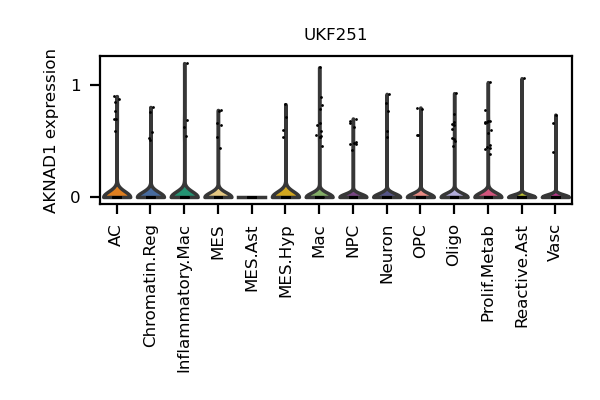 UKF251
AKNAD1 expression
1
0
AC
Chromatin.Reg
Inflammatory.Mac
MES
MES.Ast
MES.Hyp
Mac
NPC
Neuron
OPC
Oligo
Prolif.Metab
Reactive.Ast
Vasc